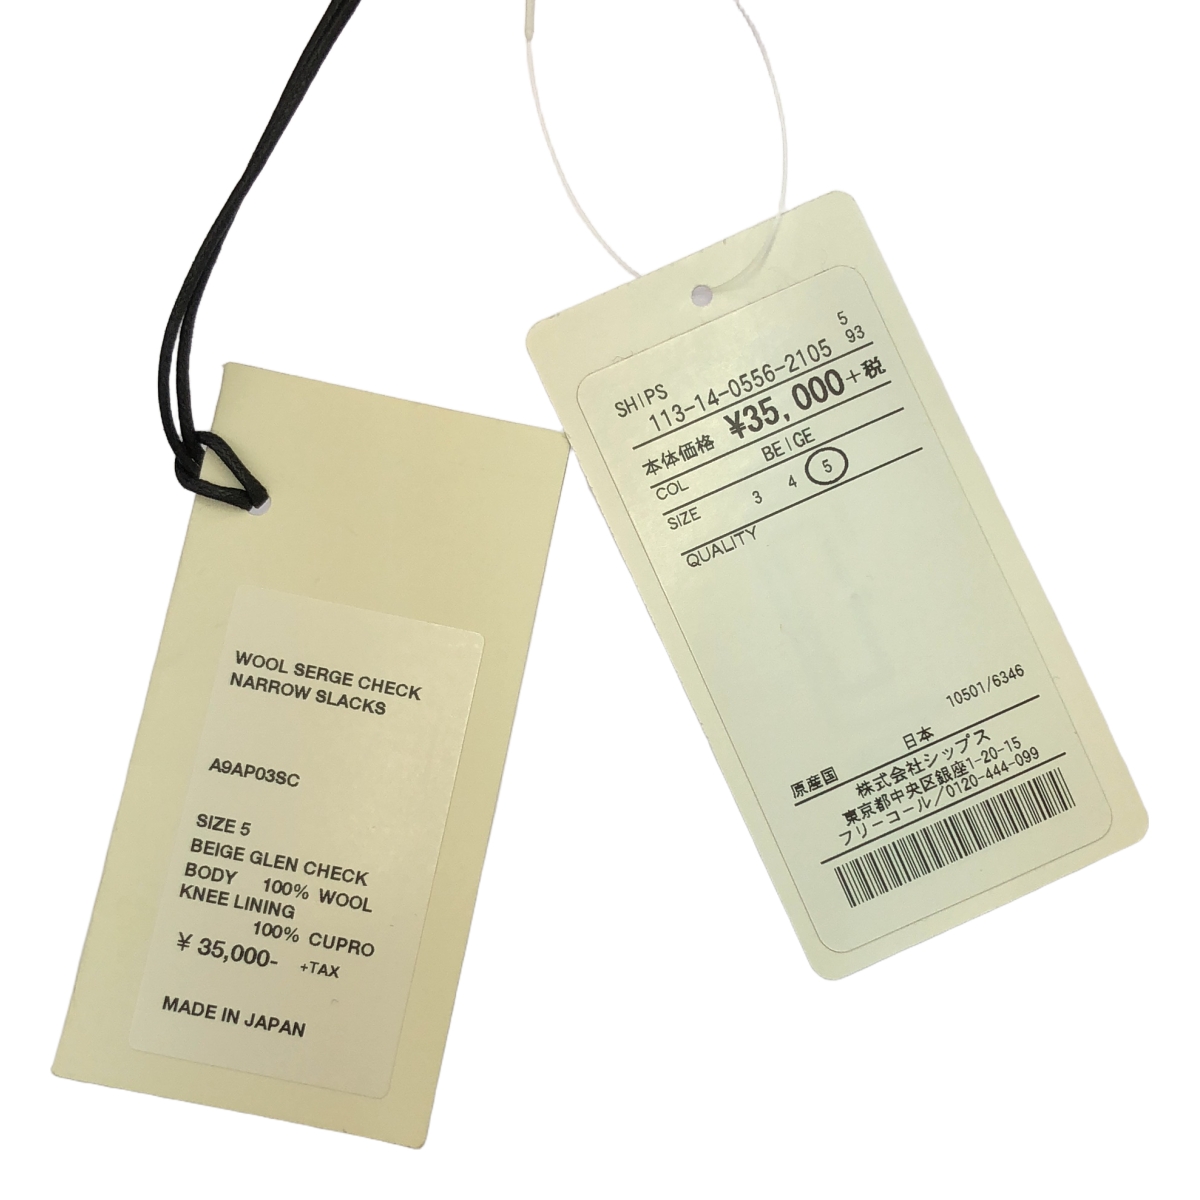 WOOL SERGE CHECK
NARROW SLACKS
A9AP03SC
SIZE 5
BEIGE GLEN CHECK
BODY 100% WOOL
KNEE LINING
100% CUPRO
¥ 35,000- +TAX
MADE IN JAPAN
SHIPS 5
113-14-0556-2105 93
本体価格 ¥35,000+税
COL BEIGE
SIZE 3 4 5
QUALITY
10501/6346
原産国 日本
株式会社シップス
東京都中央区銀座1-20-15
フリーコール/0120-444-099